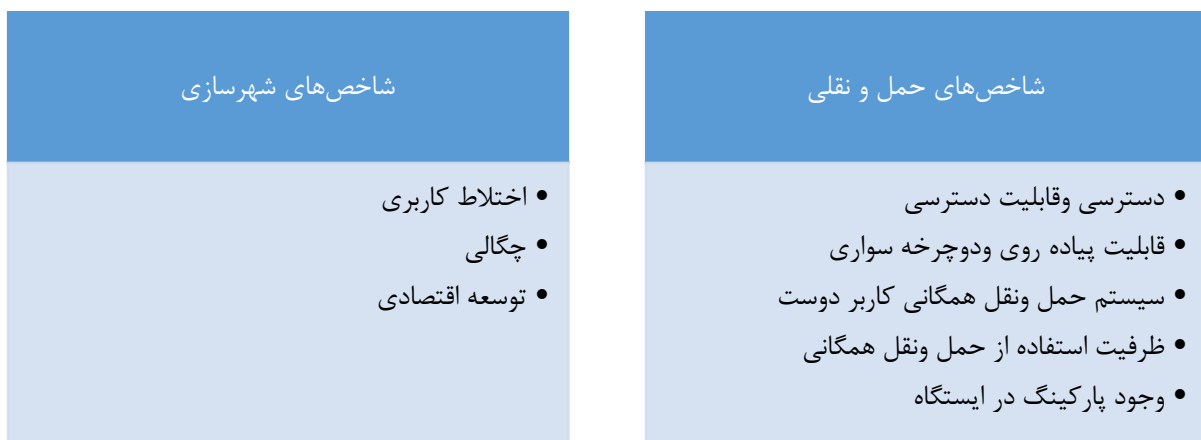 شاخص‌های حمل و نقلی
• دسترسی وقابلیت دسترسی
• قابلیت پیاده روی ودوچرخه سواری
• سیستم حمل ونقل همگانی کاربر دوست
• ظرفیت استفاده از حمل ونقل همگانی
• وجود پارکینگ در ایستگاه
شاخص‌های شهرسازی
• اختلاط کاربری
• چگالی
• توسعه اقتصادی